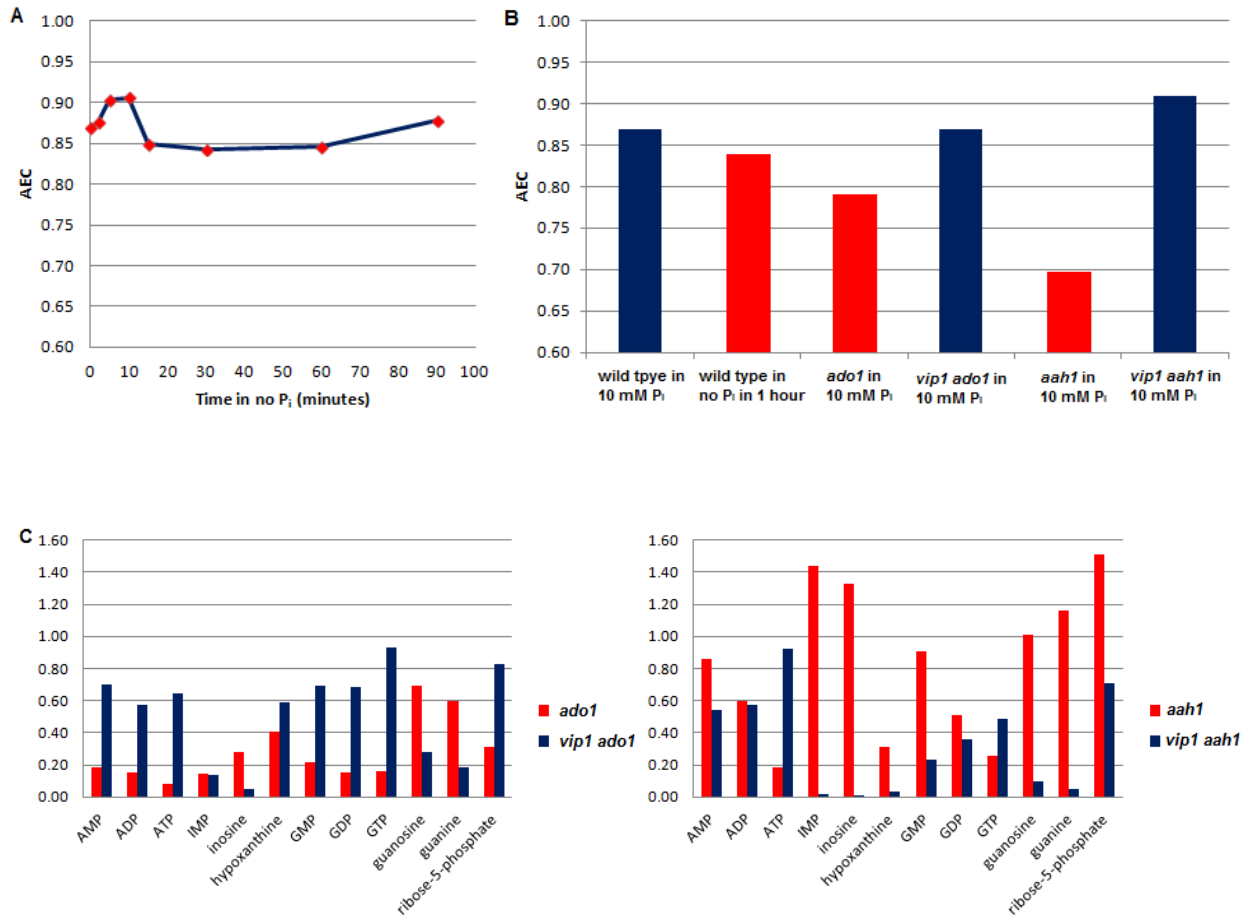 A
1.00
0.95
0.90
0.85
0.80
0.75
0.70
0.65
0.60
AEC
0 10 20 30 40 50 60 70 80 90 100
Time in no Pi (minutes)
B
1.00
0.95
0.90
0.85
0.80
0.75
0.70
0.65
0.60
AEC
wild tpye in
10 mM Pi
wild type in
no Pi in 1 hour
ado1 in
10 mM Pi
vip1 ado1 in
10 mM Pi
aah1 in
10 mM Pi
vip1 aah1 in
10 mM Pi
C
1.60
1.40
1.20
1.00
0.80
0.60
0.40
0.20
0.00
AMP
ADP
ATP
IMP
inosine
hypoxanthine
GMP
GDP
GTP
guanosine
guanine
ribose-5-phosphate
ado1
vip1 ado1
1.60
1.40
1.20
1.00
0.80
0.60
0.40
0.20
0.00
AMP
ADP
ATP
IMP
inosine
hypoxanthine
GMP
GDP
GTP
guanosine
guanine
ribose-5-phosphate
aah1
vip1 aah1